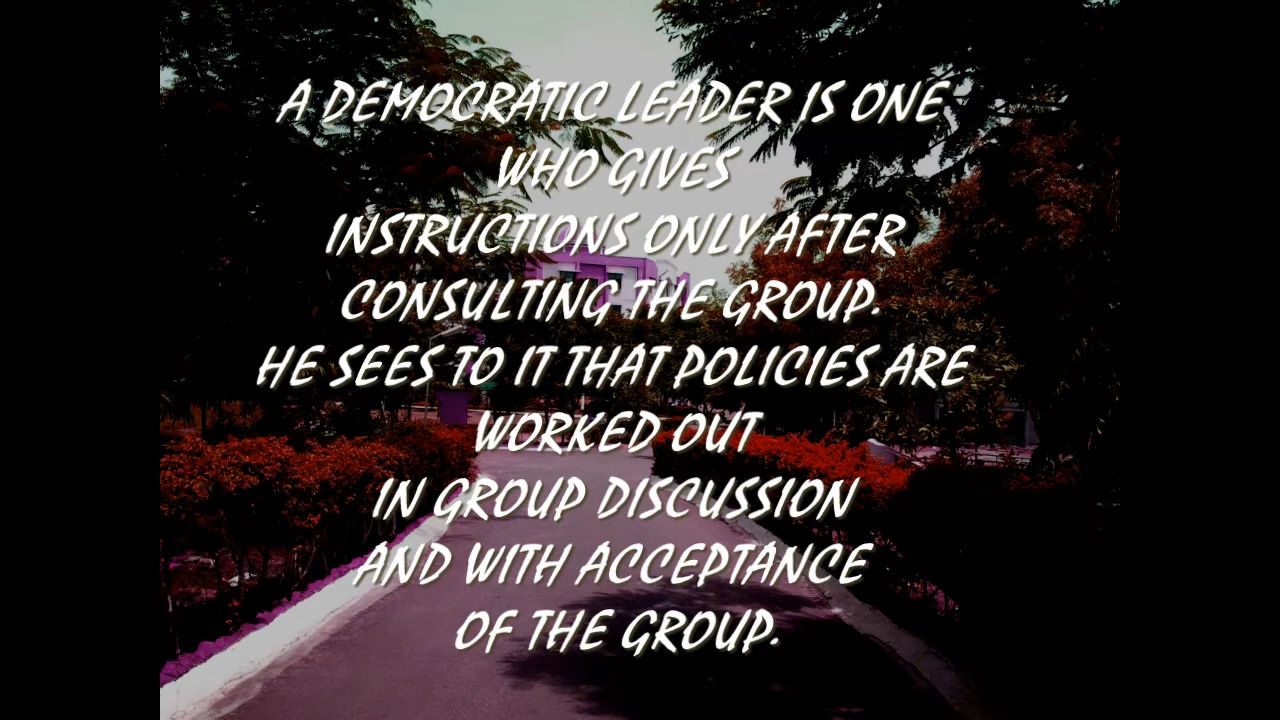 A DEMOCRATIC LEADER IS ONE
WHO GIVES
INSTRUCTIONS ONLY AFTER
CONSULTING THE GROUP.
HE SEES TO IT THAT POLICIES ARE
WORKED OUT
IN GROUP DISCUSSION
AND WITH ACCEPTANCE
OF THE GROUP.